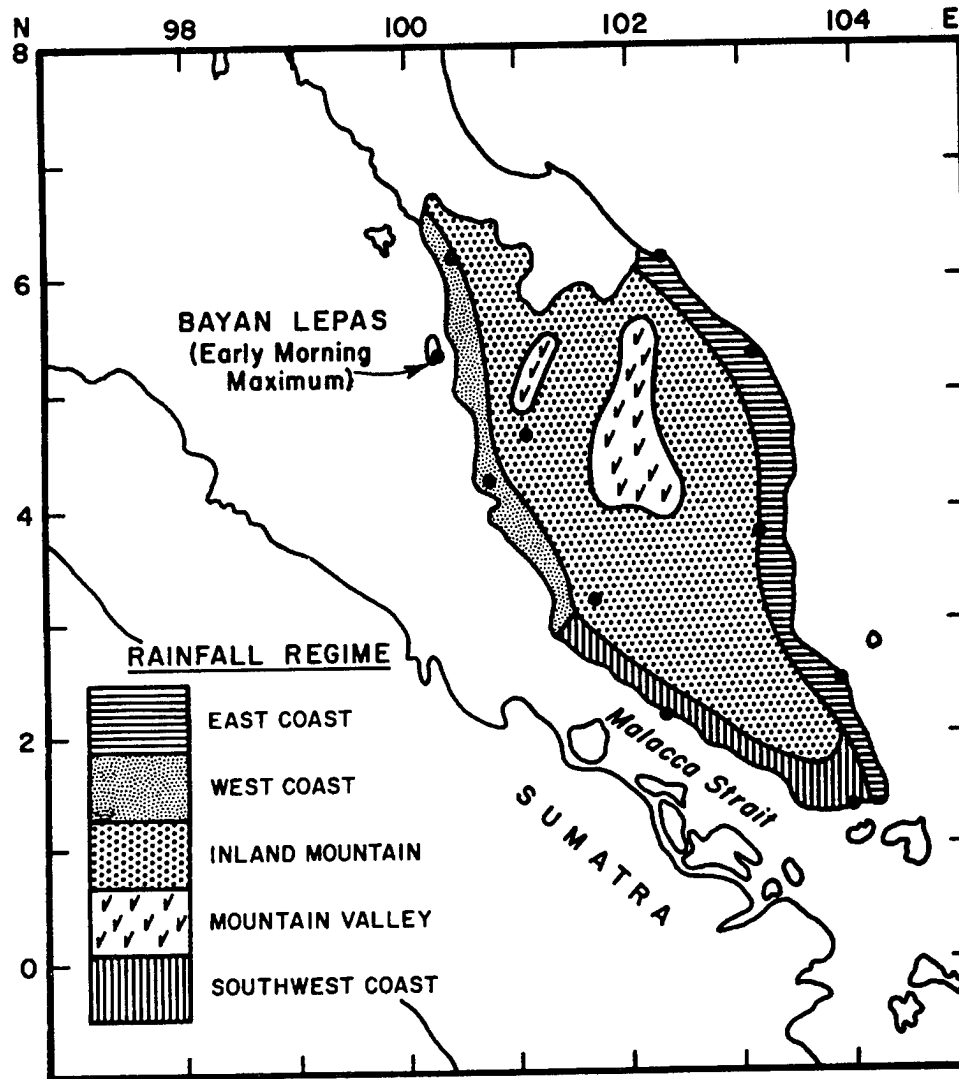 N 98 100 102 104 E
8
6
BAYAN LEPAS
(Early Morning
Maximum)
4
RAINFALL REGIME
EAST COAST
2
Malacca Strait
WEST COAST
SUMATRA
INLAND MOUNTAIN
MOUNTAIN VALLEY
0
SOUTHWEST COAST